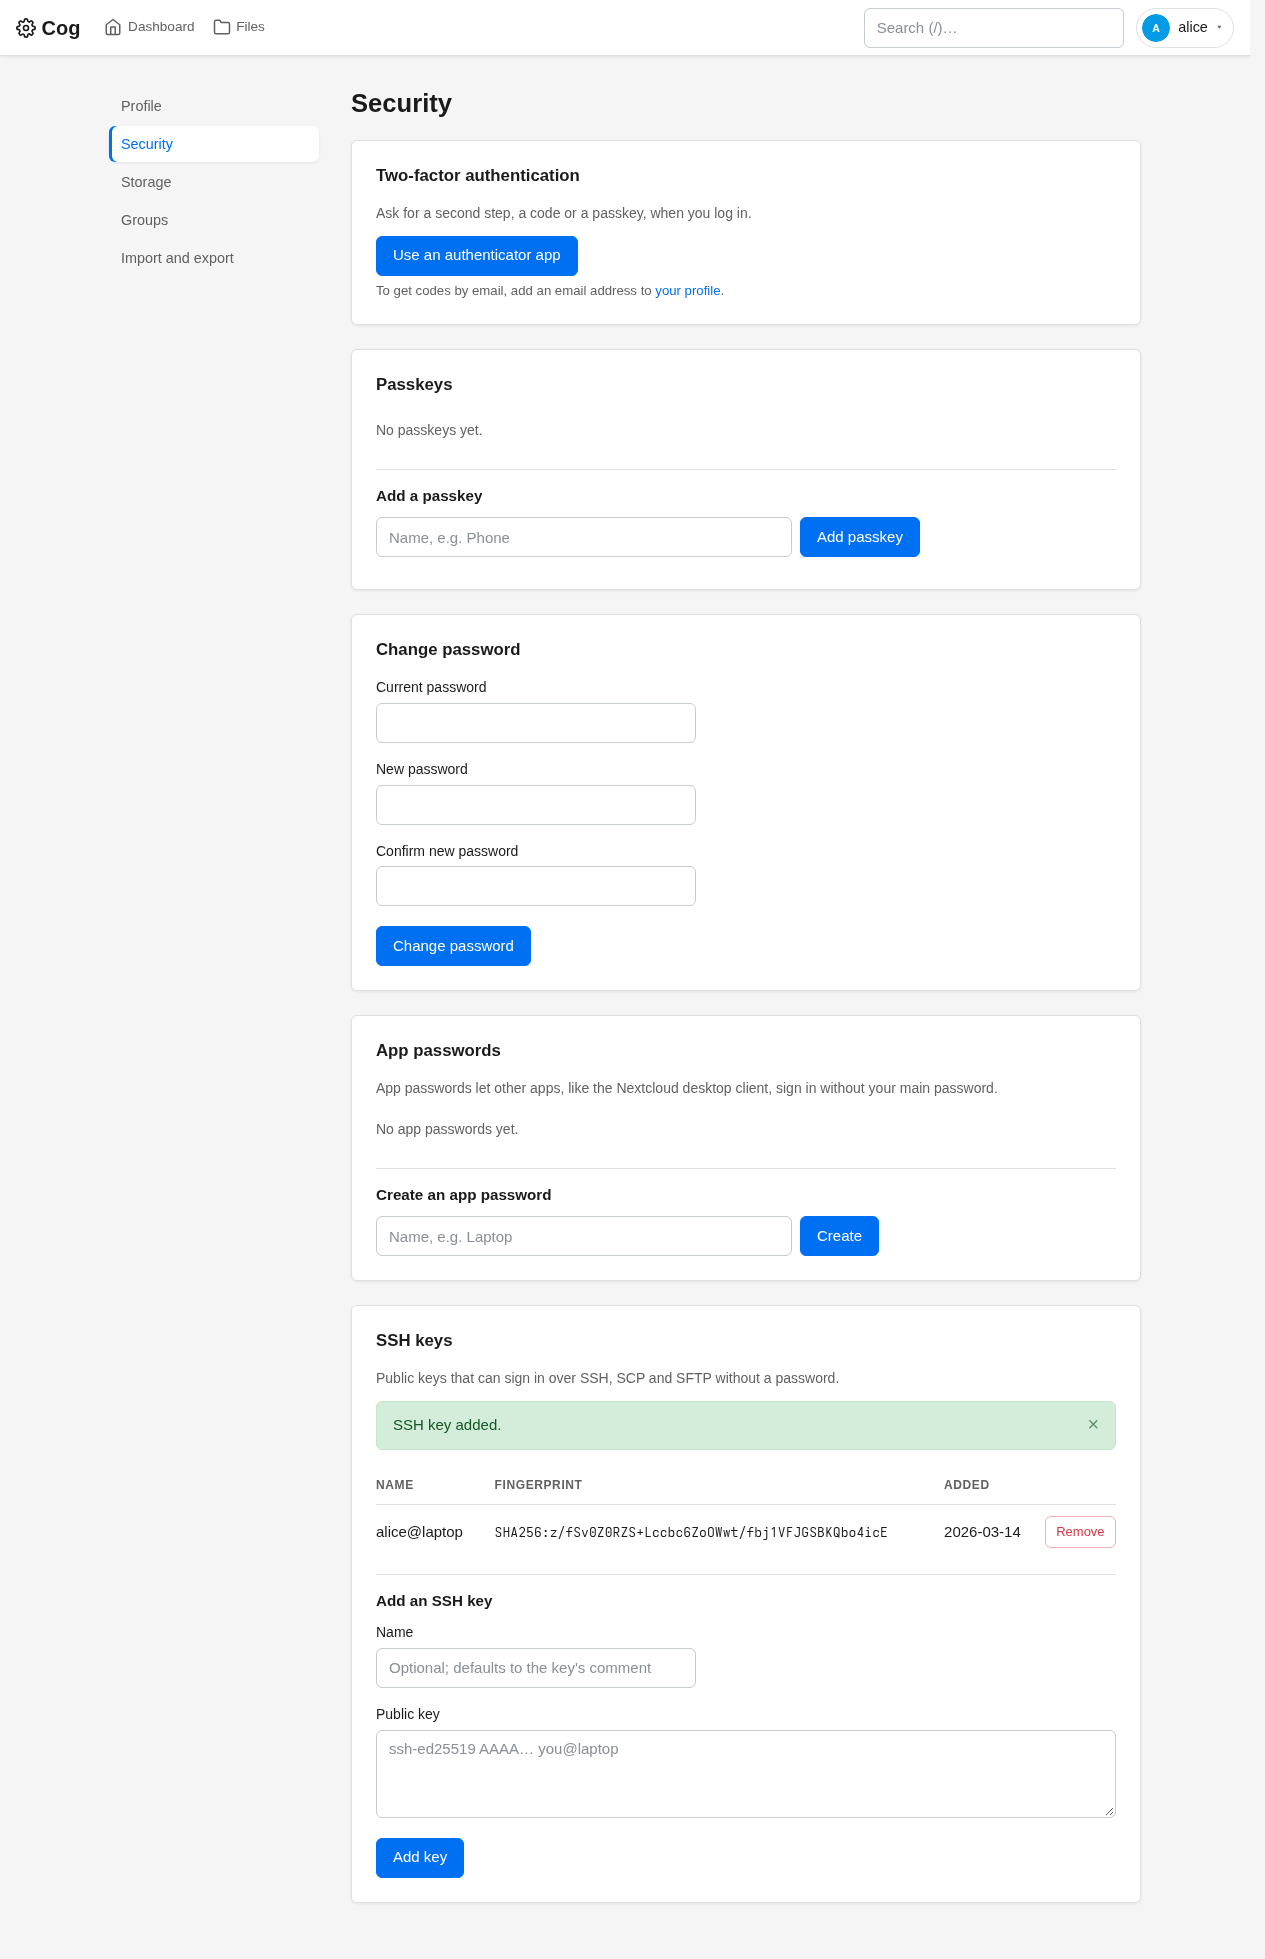 Cog
Dashboard
Files
Search (/)…
A
alice
Profile
Security
Storage
Groups
Import and export
Security
Two-factor authentication
Ask for a second step, a code or a passkey, when you log in.
Use an authenticator app
To get codes by email, add an email address to your profile.
Passkeys
No passkeys yet.
Add a passkey
Name, e.g. Phone
Add passkey
Change password
Current password
New password
Confirm new password
Change password
App passwords
App passwords let other apps, like the Nextcloud desktop client, sign in without your main password.
No app passwords yet.
Create an app password
Name, e.g. Laptop
Create
SSH keys
Public keys that can sign in over SSH, SCP and SFTP without a password.
SSH key added.
×
NAME FINGERPRINT ADDED
alice@laptop SHA256:z/fSv0Z0RZS+Lccbc6ZoOWwt/fbj1VFJGSBKQbo4icE 2026-03-14 Remove
Add an SSH key
Name
Optional; defaults to the key's comment
Public key
ssh-ed25519 AAAA… you@laptop
Add key